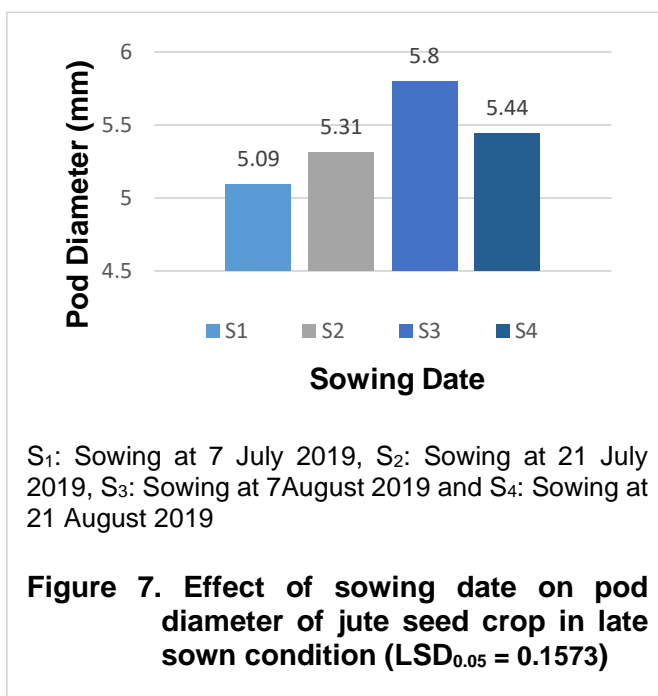 6
5.8
5.5
5.44
5.31
5.09
5
4.5
Pod Diameter (mm)
S1 S2 S3 S4
Sowing Date
S₁: Sowing at 7 July 2019, S₂: Sowing at 21 July
2019, S₃: Sowing at 7August 2019 and S₄: Sowing at
21 August 2019
Figure 7. Effect of sowing date on pod
diameter of jute seed crop in late
sown condition (LSD₀.₀₅ = 0.1573)